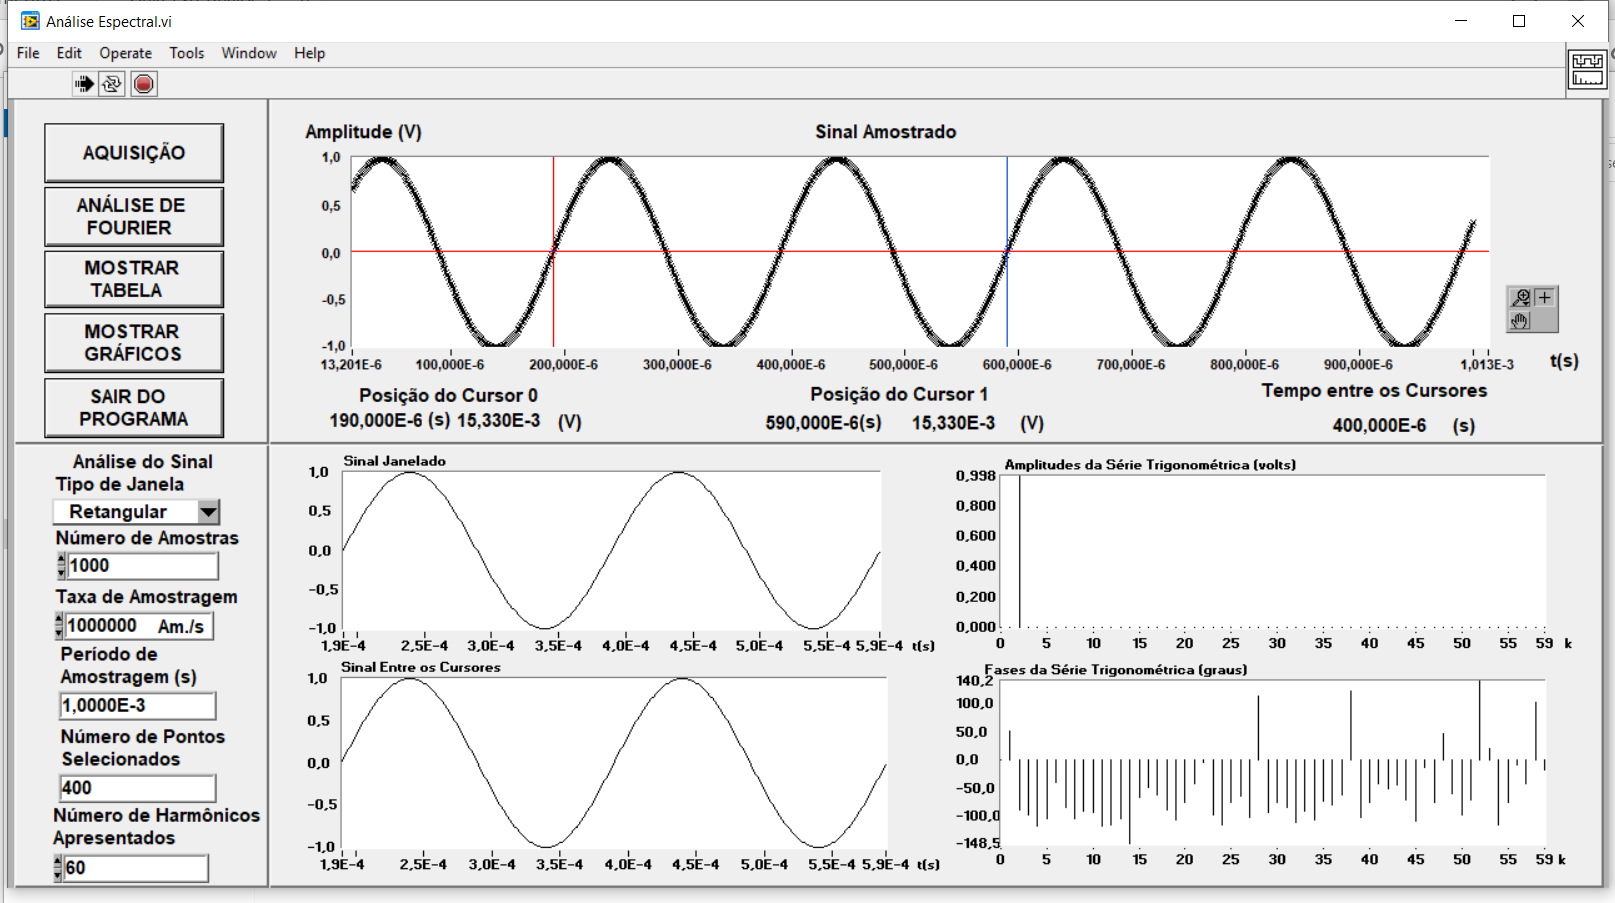 Análise Espectral.vi
File Edit Operate Tools Window Help
AQUISIÇÃO
ANÁLISE DE
FOURIER
MOSTRAR
TABELA
MOSTRAR
GRÁFICOS
SAIR DO
PROGRAMA
Amplitude (V)
Sinal Amostrado
1,0
0,5
0,0
-0,5
-1,0
13,201E-6 100,000E-6 200,000E-6 300,000E-6 400,000E-6 500,000E-6 600,000E-6 700,000E-6 800,000E-6 900,000E-6 1,013E-3 t(s)
Posição do Cursor 0
190,000E-6 (s) 15,330E-3 (V)
Posição do Cursor 1
590,000E-6(s) 15,330E-3 (V)
Tempo entre os Cursores
400,000E-6 (s)
Análise do Sinal
Tipo de Janela
Retangular
Número de Amostras
1000
Taxa de Amostragem
1000000 Am./s
Período de
Amostragem (s)
1,0000E-3
Número de Pontos
Selecionados
400
Número de Harmônicos
Apresentados
60
Sinal Janelado
1,0
0,5
0,0
-0,5
-1,0
1,9E-4 2,5E-4 3,0E-4 3,5E-4 4,0E-4 4,5E-4 5,0E-4 5,5E-4 5,9E-4 t(s)
Sinal Entre os Cursores
1,0
0,5
0,0
-0,5
-1,0
1,9E-4 2,5E-4 3,0E-4 3,5E-4 4,0E-4 4,5E-4 5,0E-4 5,5E-4 5,9E-4 t(s)
Amplitudes da Série Trigonométrica (volts)
0,998
0,800
0,600
0,400
0,200
0,000
0 5 10 15 20 25 30 35 40 45 50 55 59 k
Fases da Série Trigonométrica (graus)
140,2
100,0
50,0
0,0
-50,0
-100,0
-148,5
0 5 10 15 20 25 30 35 40 45 50 55 59 k